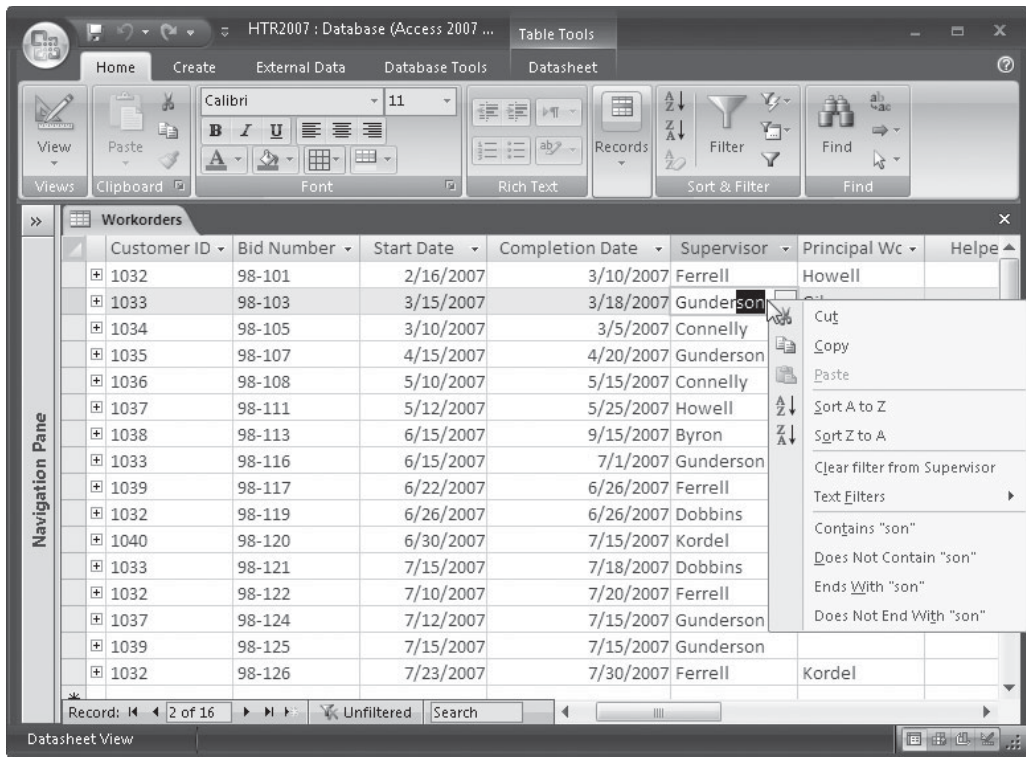 HTR2007 : Database (Access 2007 ...
Table Tools
Home Create External Data Database Tools Datasheet
Calibri 11
B I U
View Paste Records Filter Find
Views Clipboard Font Rich Text Sort & Filter Find
Workorders
Customer ID Bid Number Start Date Completion Date Supervisor Principal Wc Helpe
1032 98-101 2/16/2007 3/10/2007 Ferrell Howell
1033 98-103 3/15/2007 3/18/2007 Gunderson
1034 98-105 3/10/2007 3/5/2007 Connelly
1035 98-107 4/15/2007 4/20/2007 Gunderson
1036 98-108 5/10/2007 5/15/2007 Connelly
1037 98-111 5/12/2007 5/25/2007 Howell
1038 98-113 6/15/2007 9/15/2007 Byron
1033 98-116 6/15/2007 7/1/2007 Gunderson
1039 98-117 6/22/2007 6/26/2007 Ferrell
1032 98-119 6/26/2007 6/26/2007 Dobbins
1040 98-120 6/30/2007 7/15/2007 Kordel
1033 98-121 7/15/2007 7/18/2007 Dobbins
1032 98-122 7/10/2007 7/20/2007 Ferrell
1037 98-124 7/12/2007 7/15/2007 Gunderson
1039 98-125 7/15/2007 7/15/2007 Gunderson
1032 98-126 7/23/2007 7/30/2007 Ferrell Kordel
Cut
Copy
Paste
Sort A to Z
Sort Z to A
Clear filter from Supervisor
Text Filters
Contains "son"
Does Not Contain "son"
Ends With "son"
Does Not End With "son"
Navigation Pane
Record: 2 of 16 Unfiltered Search
Datasheet View